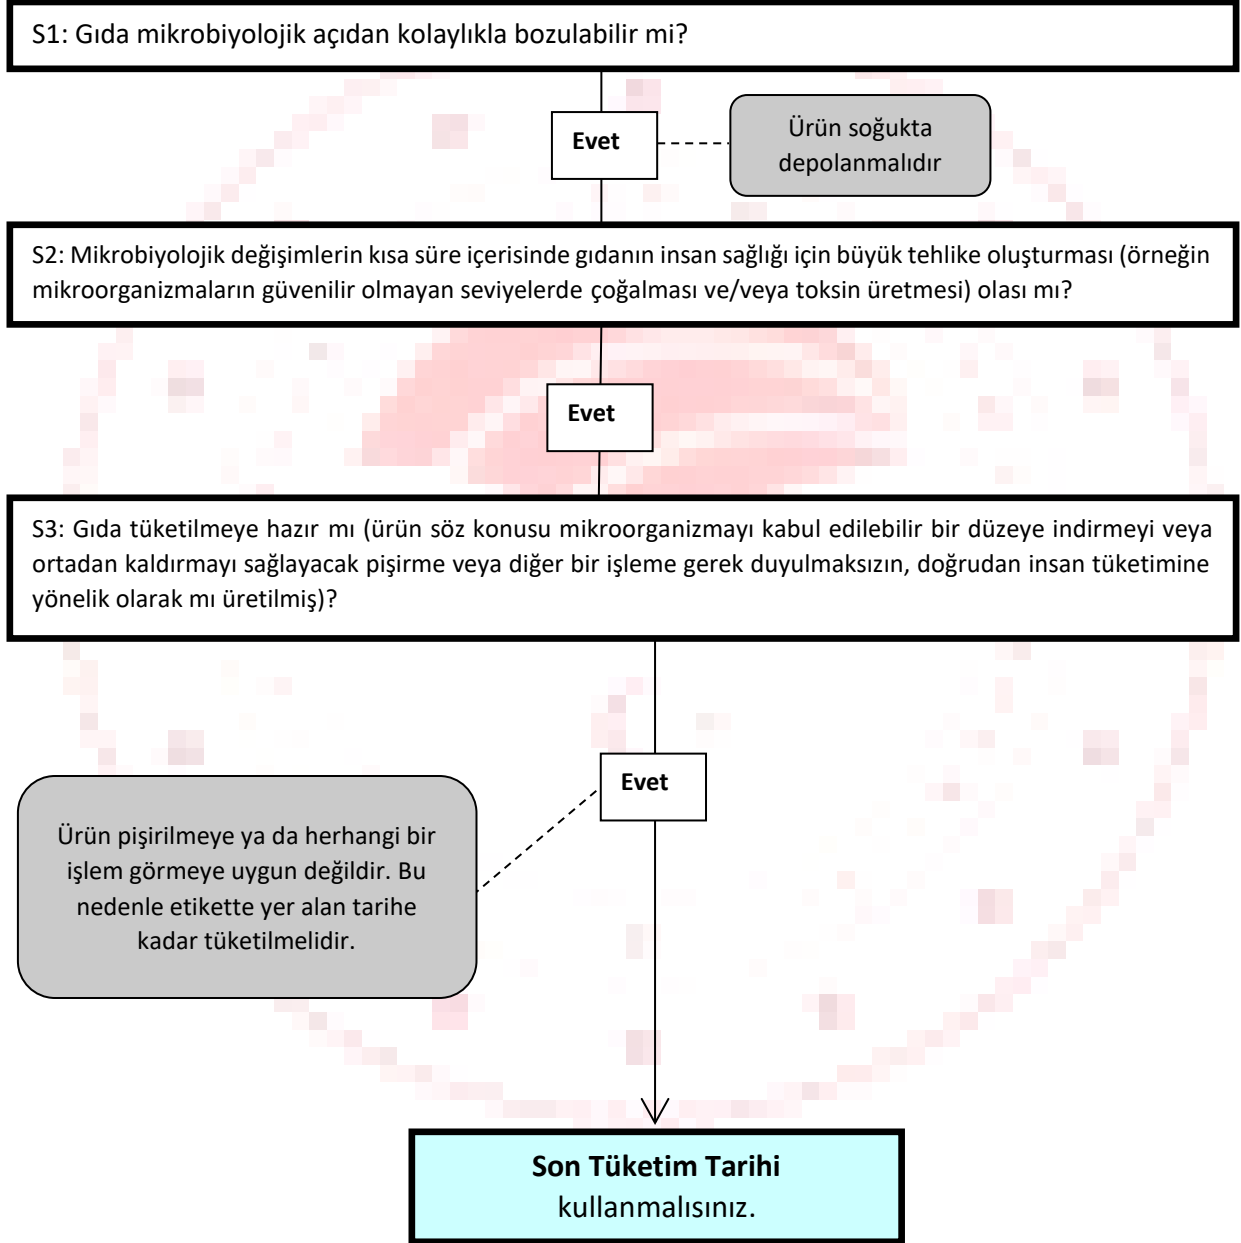 S1: Gıda mikrobiyolojik açıdan kolaylıkla bozulabilir mi?
Evet
Ürün soğukta
depolanmalıdır
S2: Mikrobiyolojik değişimlerin kısa süre içerisinde gıdanın insan sağlığı için büyük tehlike oluşturması (örneğin
mikroorganizmaların güvenilir olmayan seviyelerde çoğalması ve/veya toksin üretmesi) olası mı?
Evet
S3: Gıda tüketilmeye hazır mı (ürün söz konusu mikroorganizmayı kabul edilebilir bir düzeye indirmeyi veya
ortadan kaldırmayı sağlayacak pişirme veya diğer bir işleme gerek duyulmaksızın, doğrudan insan tüketimine
yönelik olarak mı üretilmiş)?
Evet
Ürün pişirilmeye ya da herhangi bir
işlem görmeye uygun değildir. Bu
nedenle etikette yer alan tarihe
kadar tüketilmelidir.
Son Tüketim Tarihi
kullanmalısınız.